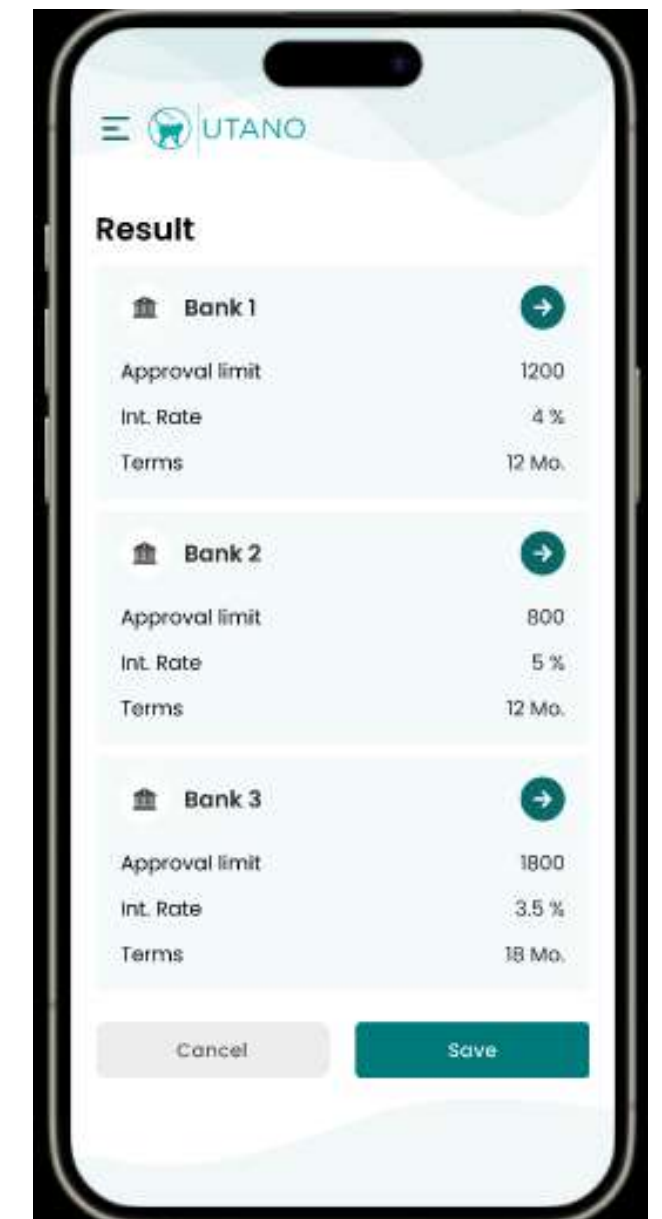 UTANO
Result
Bank 1
Approval limit 1200
Int. Rate 4 %
Terms 12 Mo.
Bank 2
Approval limit 800
Int. Rate 5 %
Terms 12 Mo.
Bank 3
Approval limit 1800
Int. Rate 3.5 %
Terms 18 Mo.
Cancel Save